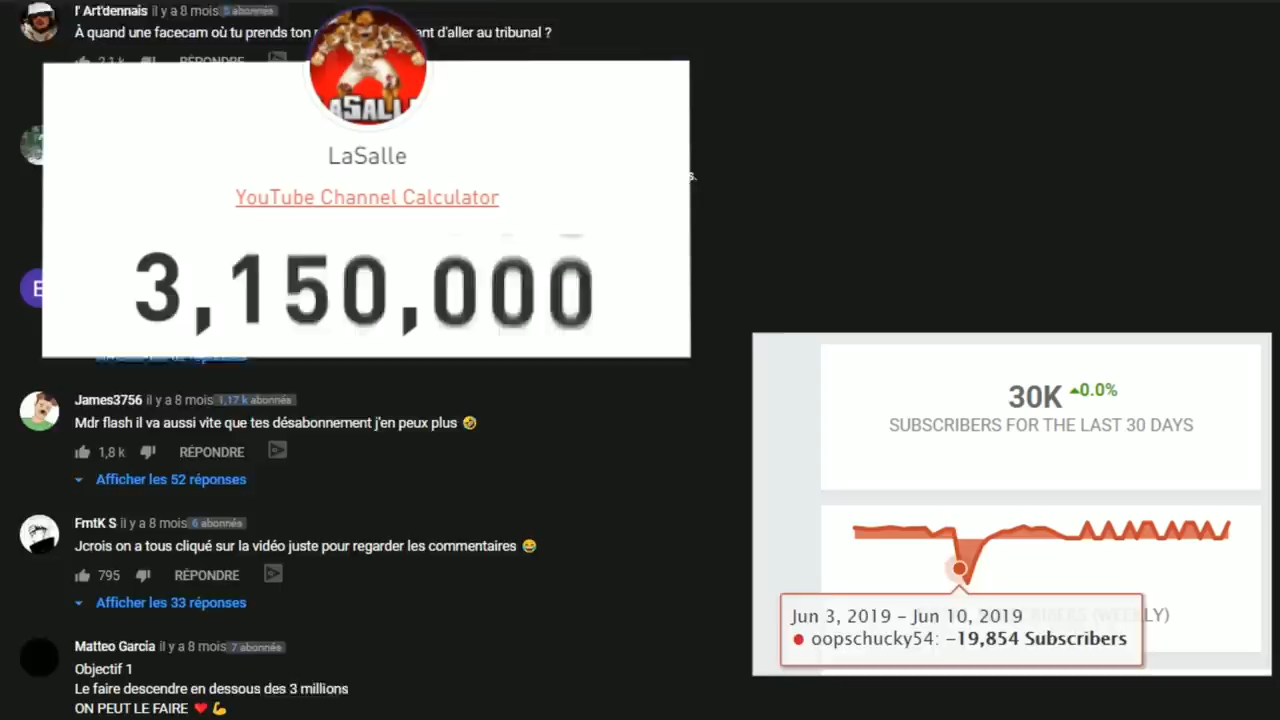 l' Art'dennais il y a 8 mois 5 abonnés
À quand une facecam où tu prends ton
d'aller au tribunal ?
2,1 k RÉPONDRE
LASALLE
LaSalle
YouTube Channel Calculator
3,150,000
s.
E
James3756 il y a 8 mois 1,17 k abonnés
Mdr flash il va aussi vite que tes désabonnement j'en peux plus 🤣
1,8 k RÉPONDRE
Afficher les 52 réponses
FmtK S il y a 8 mois 6 abonnés
Jcrois on a tous cliqué sur la vidéo juste pour regarder les commentaires 😂
795 RÉPONDRE
Afficher les 33 réponses
Matteo Garcia il y a 8 mois 7 abonnés
Objectif 1
Le faire descendre en dessous des 3 millions
ON PEUT LE FAIRE ❤️ 💪
30K 0.0%
SUBSCRIBERS FOR THE LAST 30 DAYS
Jun 3, 2019 – Jun 10, 2019
oopschucky54: −19,854 Subscribers